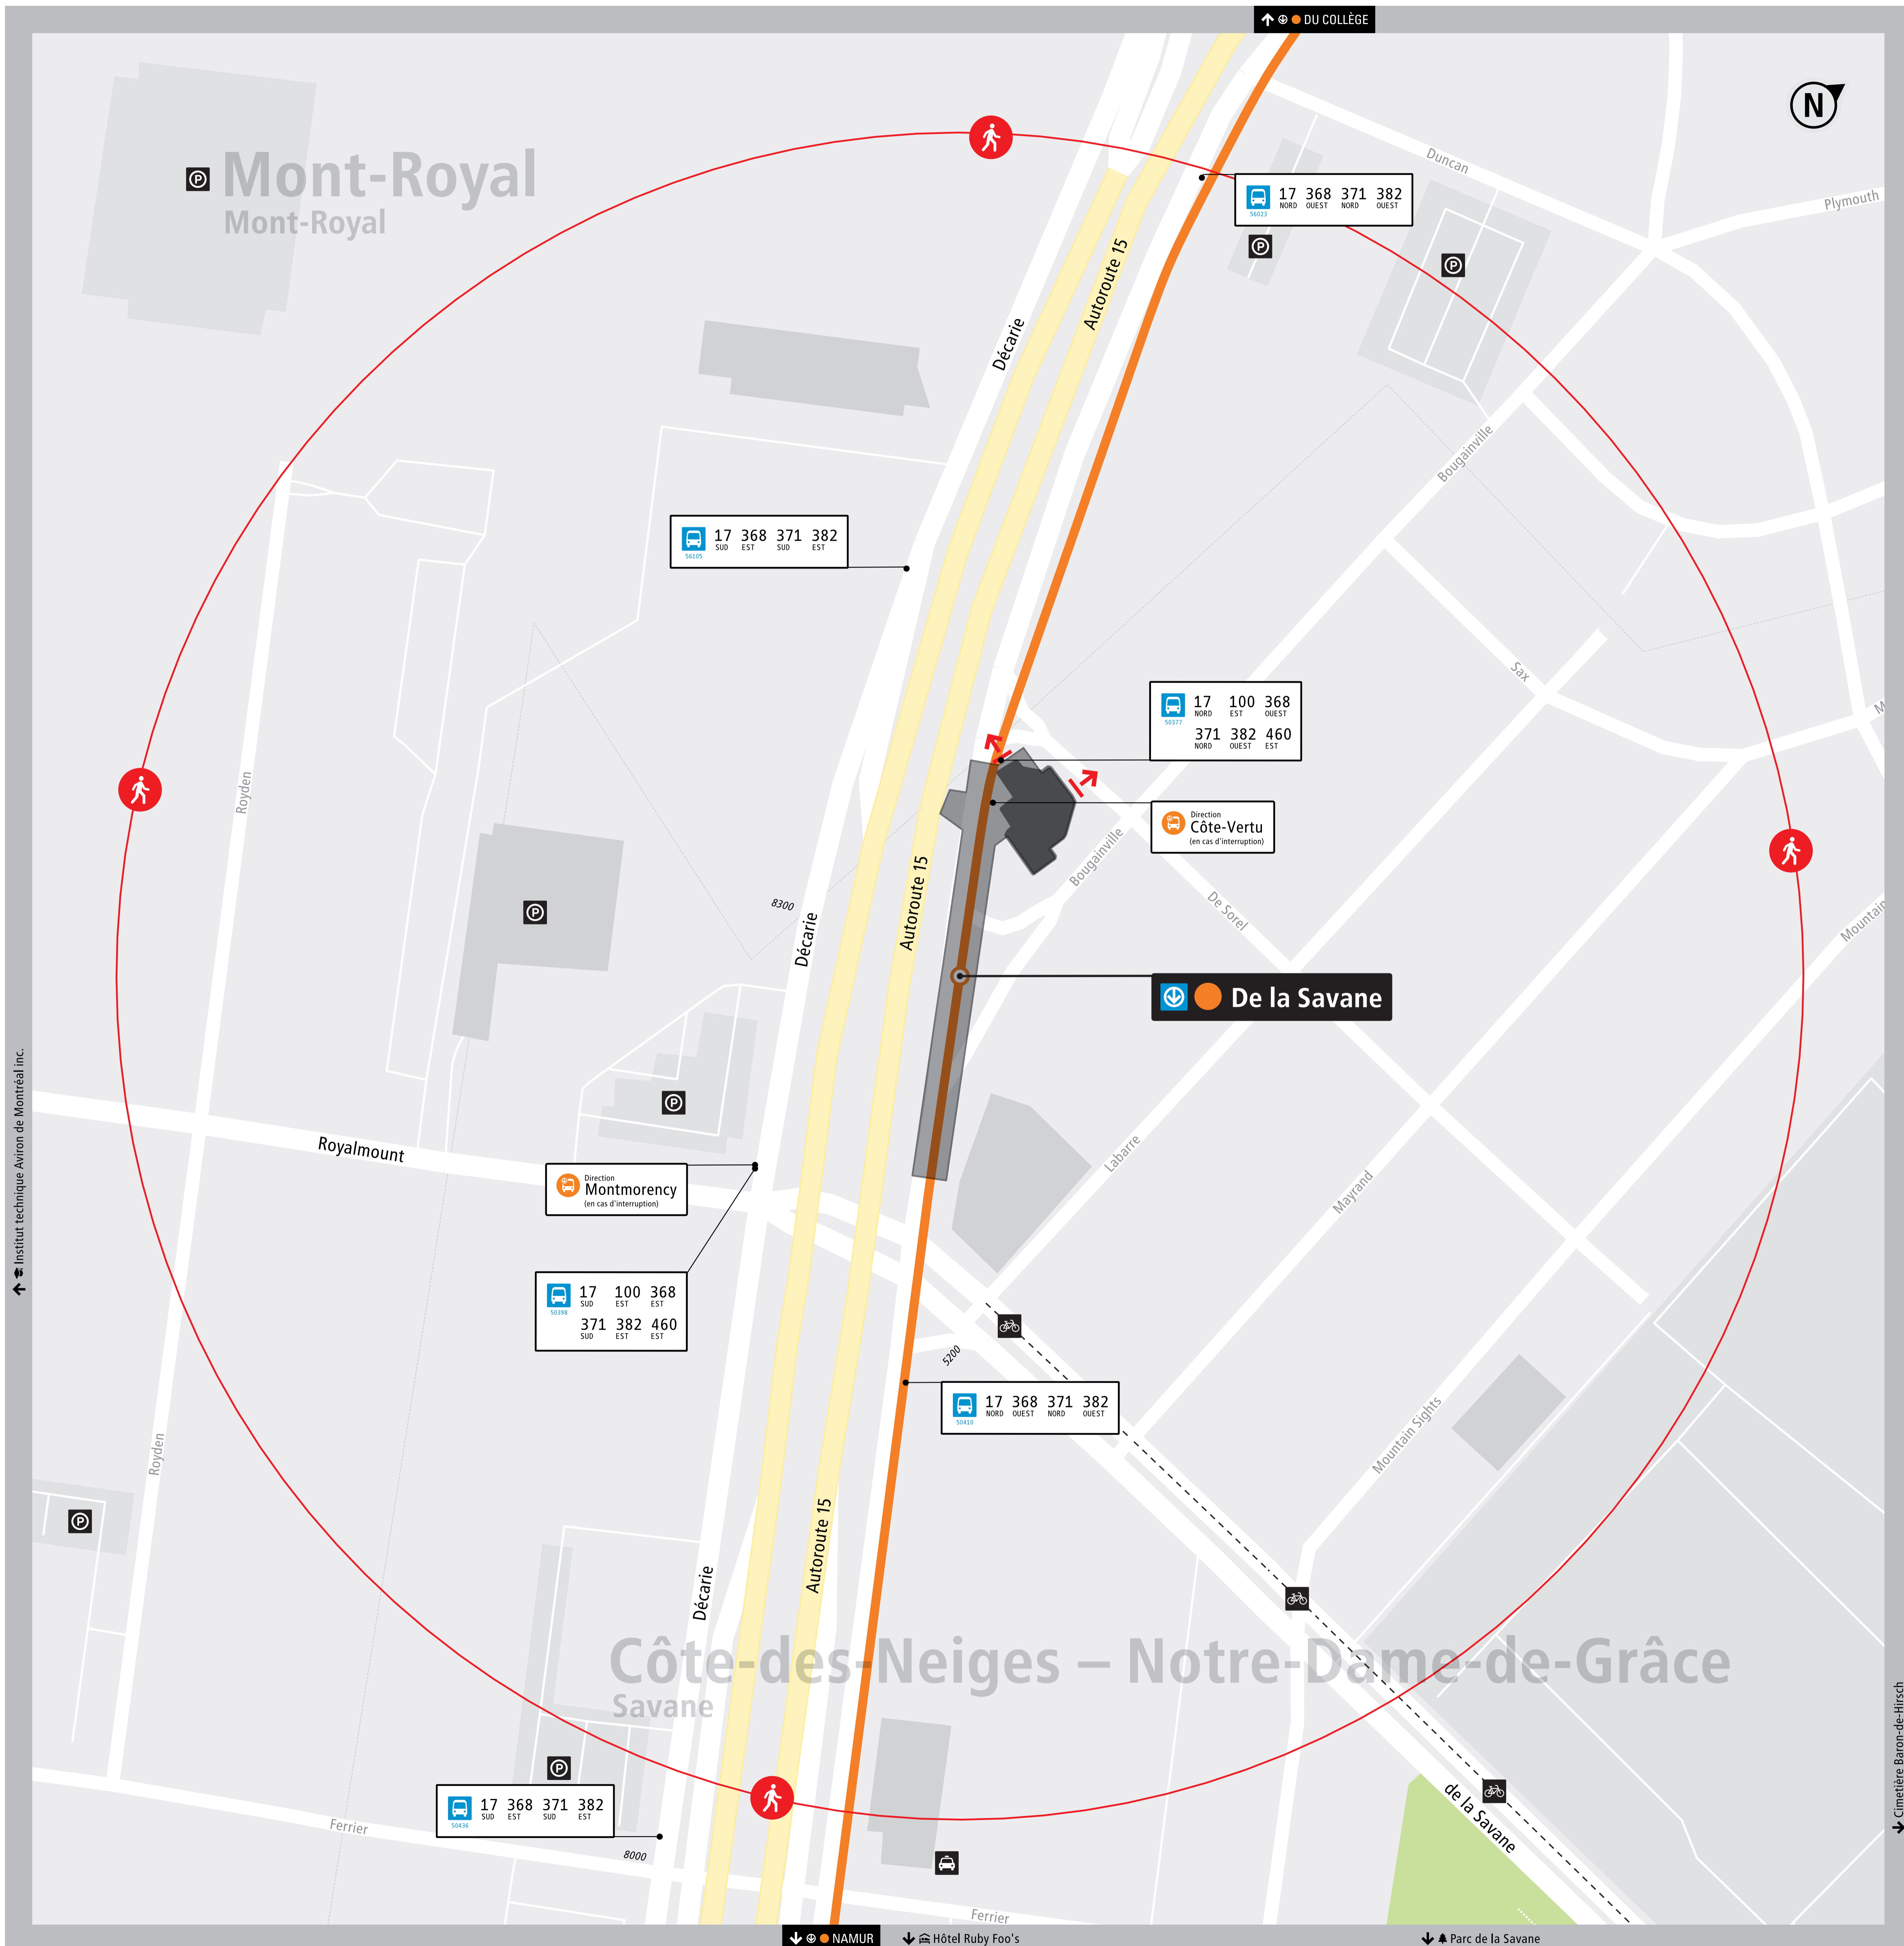 DU COLLÈGE
N
Mont-Royal
Mont-Royal
P
Duncan
Plymouth
17 368 371 382
NORD OUEST NORD OUEST
56023
P
P
Autoroute 15
Décarie
Bougainville
17 368 371 382
SUD EST SUD EST
56105
Sax
17 100 368
NORD EST OUEST
50377
371 382 460
NORD OUEST EST
M
Royden
Direction
Côte-Vertu
(en cas d'interruption)
Bougainville
Autoroute 15
8300
Décarie
P
De Sorel
Mountain
De la Savane
P
Institut technique Aviron de Montréal inc.
Royalmount
Labarre
Mayrand
Direction
Montmorency
(en cas d'interruption)
17 100 368
SUD EST EST
50398
371 382 460
SUD EST EST
5200
17 368 371 382
NORD OUEST NORD OUEST
50410
Mountain Sights
Royden
P
Autoroute 15
Décarie
Côte-des-Neiges – Notre-Dame-de-Grâce
Savane
P
17 368 371 382
SUD EST SUD EST
50436
Ferrier
8000
de la Savane
Cimetière Baron-de-Hirsch
Ferrier
NAMUR
Hôtel Ruby Foo's
Parc de la Savane